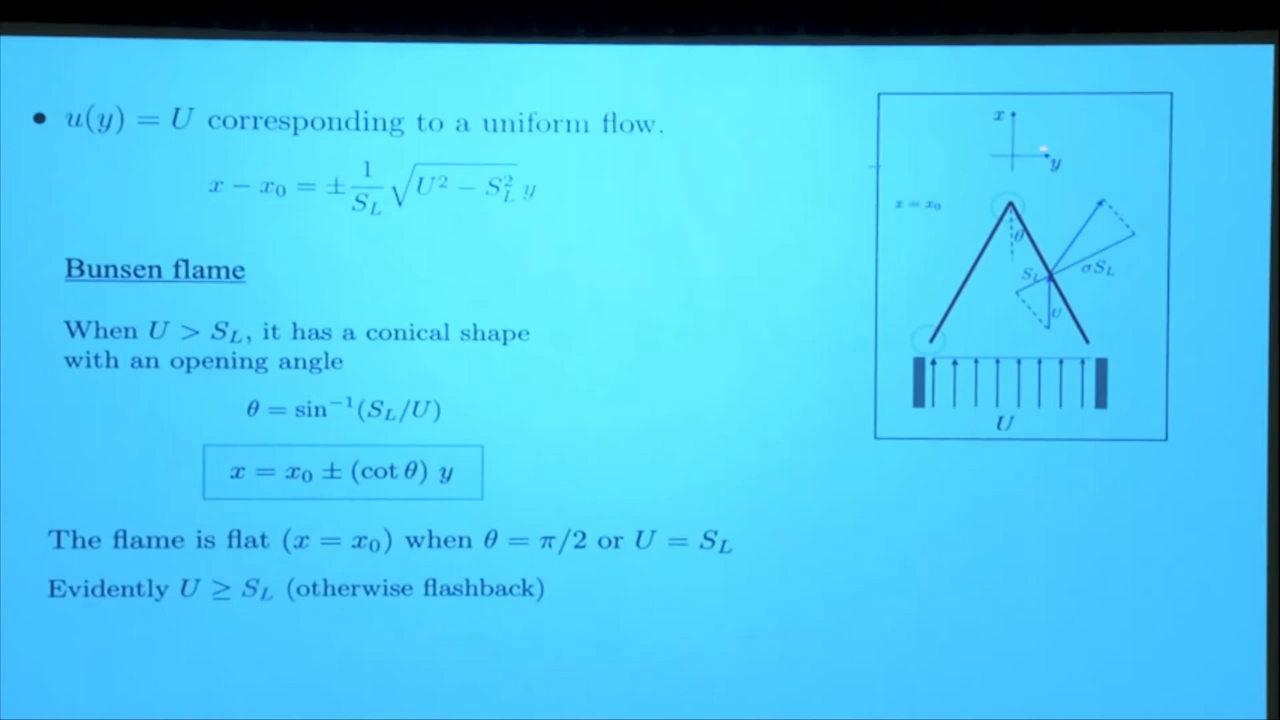 • u(y) = U corresponding to a uniform flow.
x − x₀ = ± 1/S_L √(U² − S_L²) y
Bunsen flame
When U > S_L, it has a conical shape
with an opening angle
θ = sin⁻¹(S_L/U)
x = x₀ ± (cot θ) y
The flame is flat (x = x₀) when θ = π/2 or U = S_L
Evidently U ≥ S_L (otherwise flashback)
x
y
x = x₀
θ
S_L
σS_L
U
U